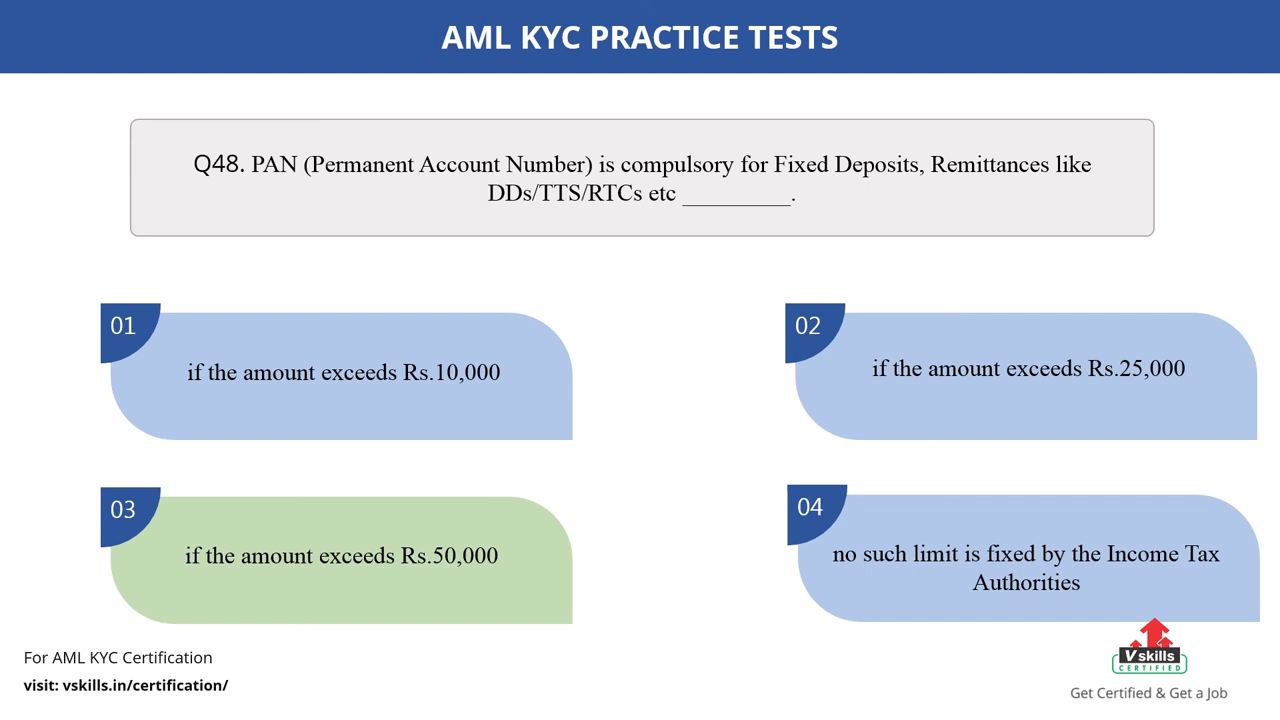 AML KYC PRACTICE TESTS
Q48. PAN (Permanent Account Number) is compulsory for Fixed Deposits, Remittances like
DDs/TTS/RTCs etc _________.
01
if the amount exceeds Rs.10,000
02
if the amount exceeds Rs.25,000
03
if the amount exceeds Rs.50,000
04
no such limit is fixed by the Income Tax
Authorities
For AML KYC Certification
visit: vskills.in/certification/
Vskills
CERTIFIED
Get Certified & Get a Job